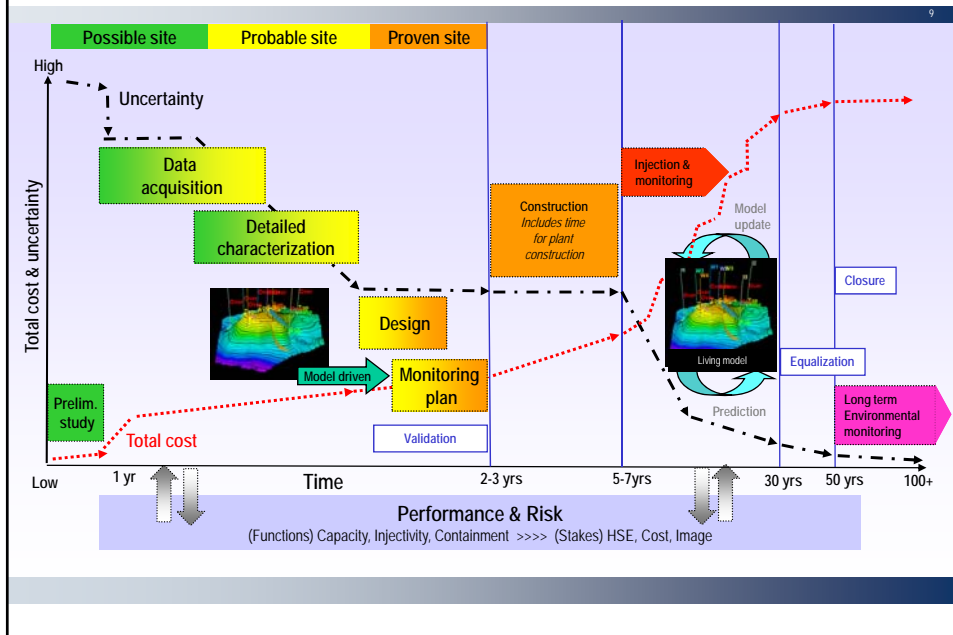 9
Possible site
Probable site
Proven site
High
Uncertainty
Data
acquisition
Injection &
monitoring
Construction
Includes time
for plant
construction
Model
update
Detailed
characterization
Total cost & uncertainty
Closure
Design
Living model
Model driven
Monitoring
plan
Equalization
Prelim.
study
Prediction
Long term
Environmental
monitoring
Total cost
Validation
Low
1 yr
Time
2-3 yrs
5-7yrs
30 yrs
50 yrs
100+
Performance & Risk
(Functions) Capacity, Injectivity, Containment >>>> (Stakes) HSE, Cost, Image